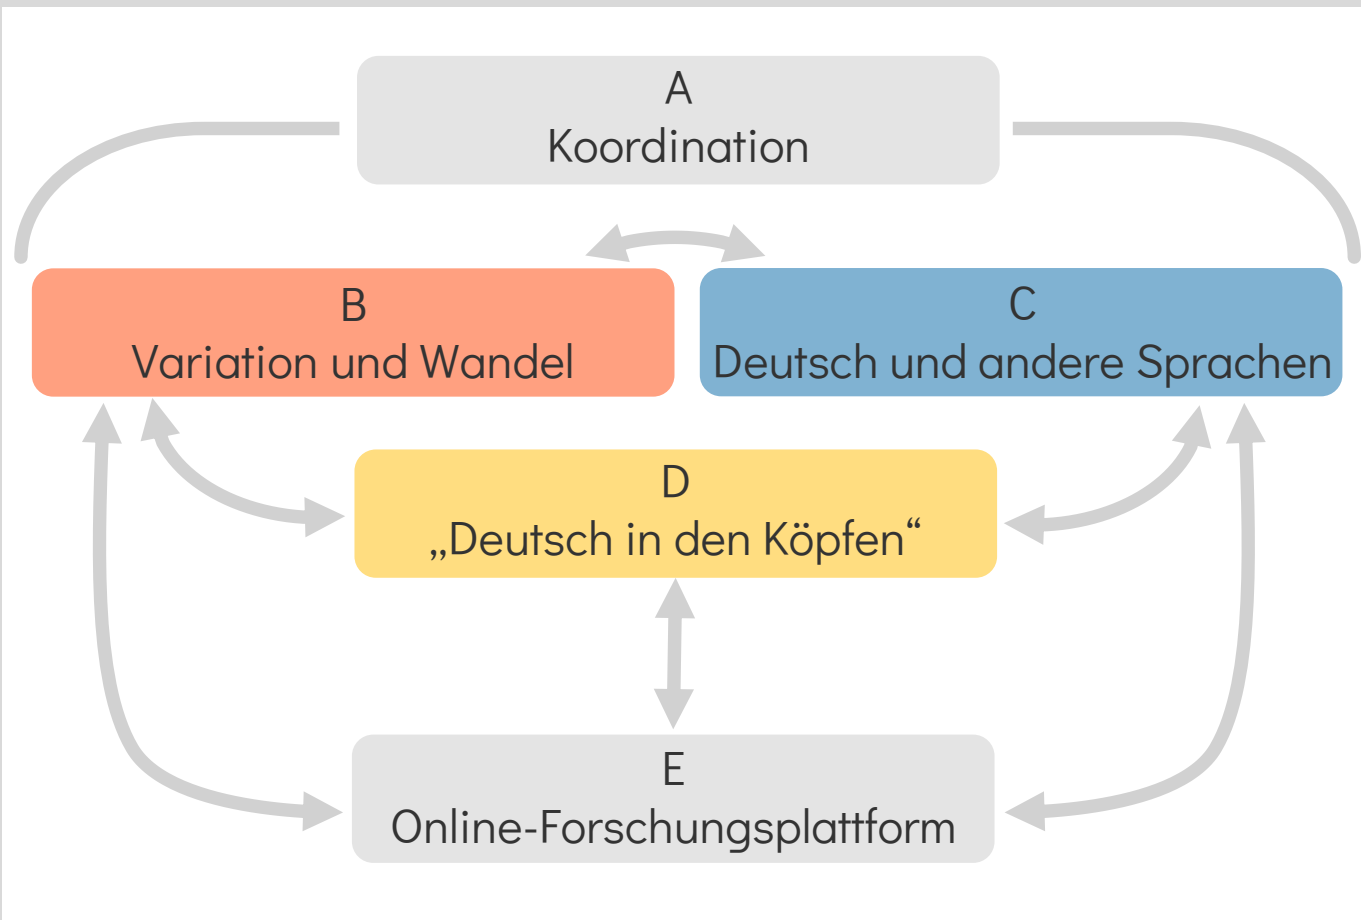 A
Koordination
B
Variation und Wandel
C
Deutsch und andere Sprachen
D
„Deutsch in den Köpfen“
E
Online-Forschungsplattform